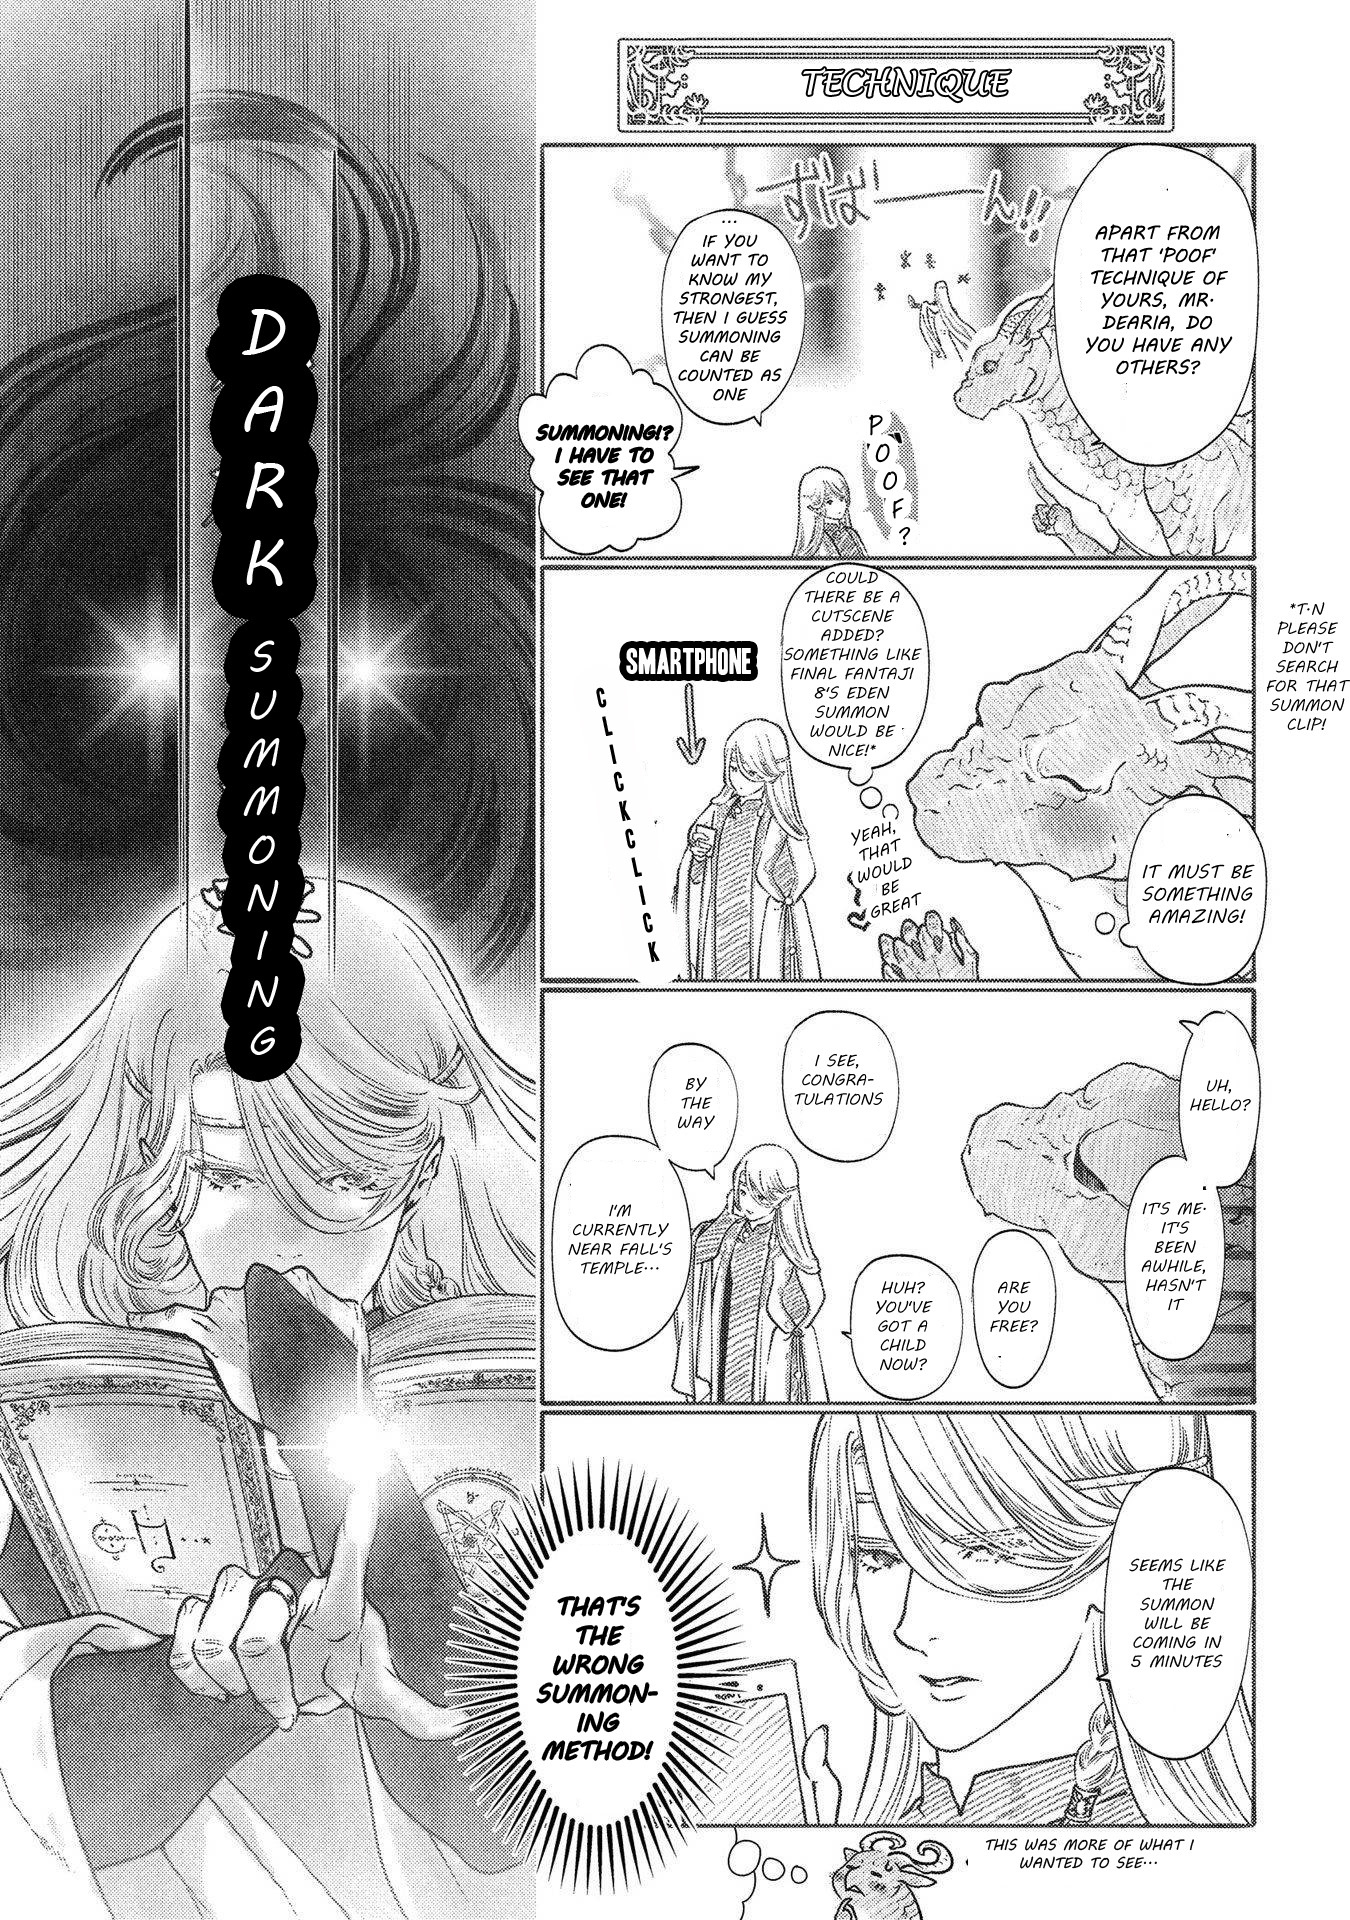 TECHNIQUE
APART FROM
THAT 'POOF'
TECHNIQUE OF
YOURS, MR.
DEARIA, DO
YOU HAVE ANY
OTHERS?
ずばーーーん!!
...
IF YOU
WANT TO
KNOW MY
STRONGEST,
THEN I GUESS
SUMMONING
CAN BE
COUNTED AS
ONE
POOF?
SUMMONING!?
I HAVE TO
SEE THAT
ONE!
*T.N
PLEASE
DON'T
SEARCH
FOR THAT
SUMMON
CLIP!
IT MUST BE
SOMETHING
AMAZING!
COULD
THERE BE A
CUTSCENE
ADDED?
SOMETHING LIKE
FINAL FANTAJI
8'S EDEN
SUMMON
WOULD BE
NICE!*
YEAH,
THAT
WOULD
BE
GREAT
SMARTPHONE
CLICKCLICK
UH,
HELLO?
IT'S ME.
IT'S
BEEN
AWHILE,
HASN'T
IT
ARE
YOU
FREE?
HUH?
YOU'VE
GOT A
CHILD
NOW?
I SEE,
CONGRA-
TULATIONS
BY
THE
WAY
I'M
CURRENTLY
NEAR FALL'S
TEMPLE...
SEEMS LIKE
THE
SUMMON
WILL BE
COMING IN
5 MINUTES
THAT'S
THE
WRONG
SUMMON-
ING
METHOD!
THIS WAS MORE OF WHAT I
WANTED TO SEE...
DARK SUMMONING